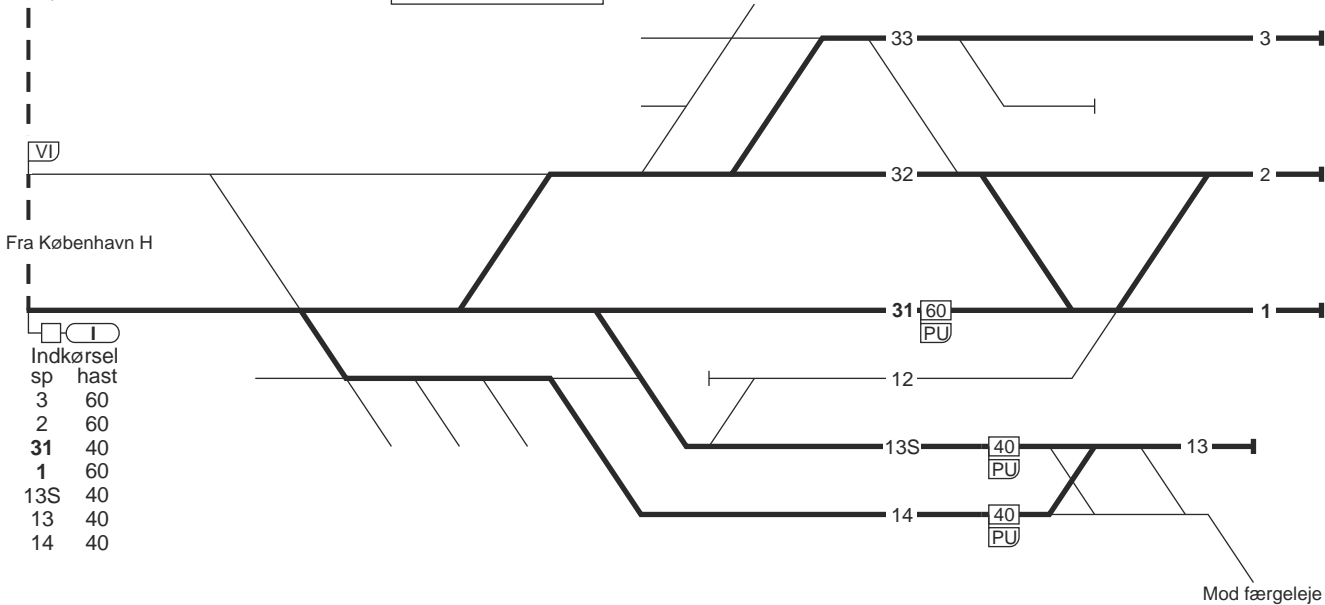 33 3
VI
32 2
Fra København H
31 60 1
PU
I
Indkørsel
sp hast
3 60
2 60
31 40
1 60
13S 40
13 40
14 40
12
13S 40 13
PU
14 40
PU
Mod færgeleje